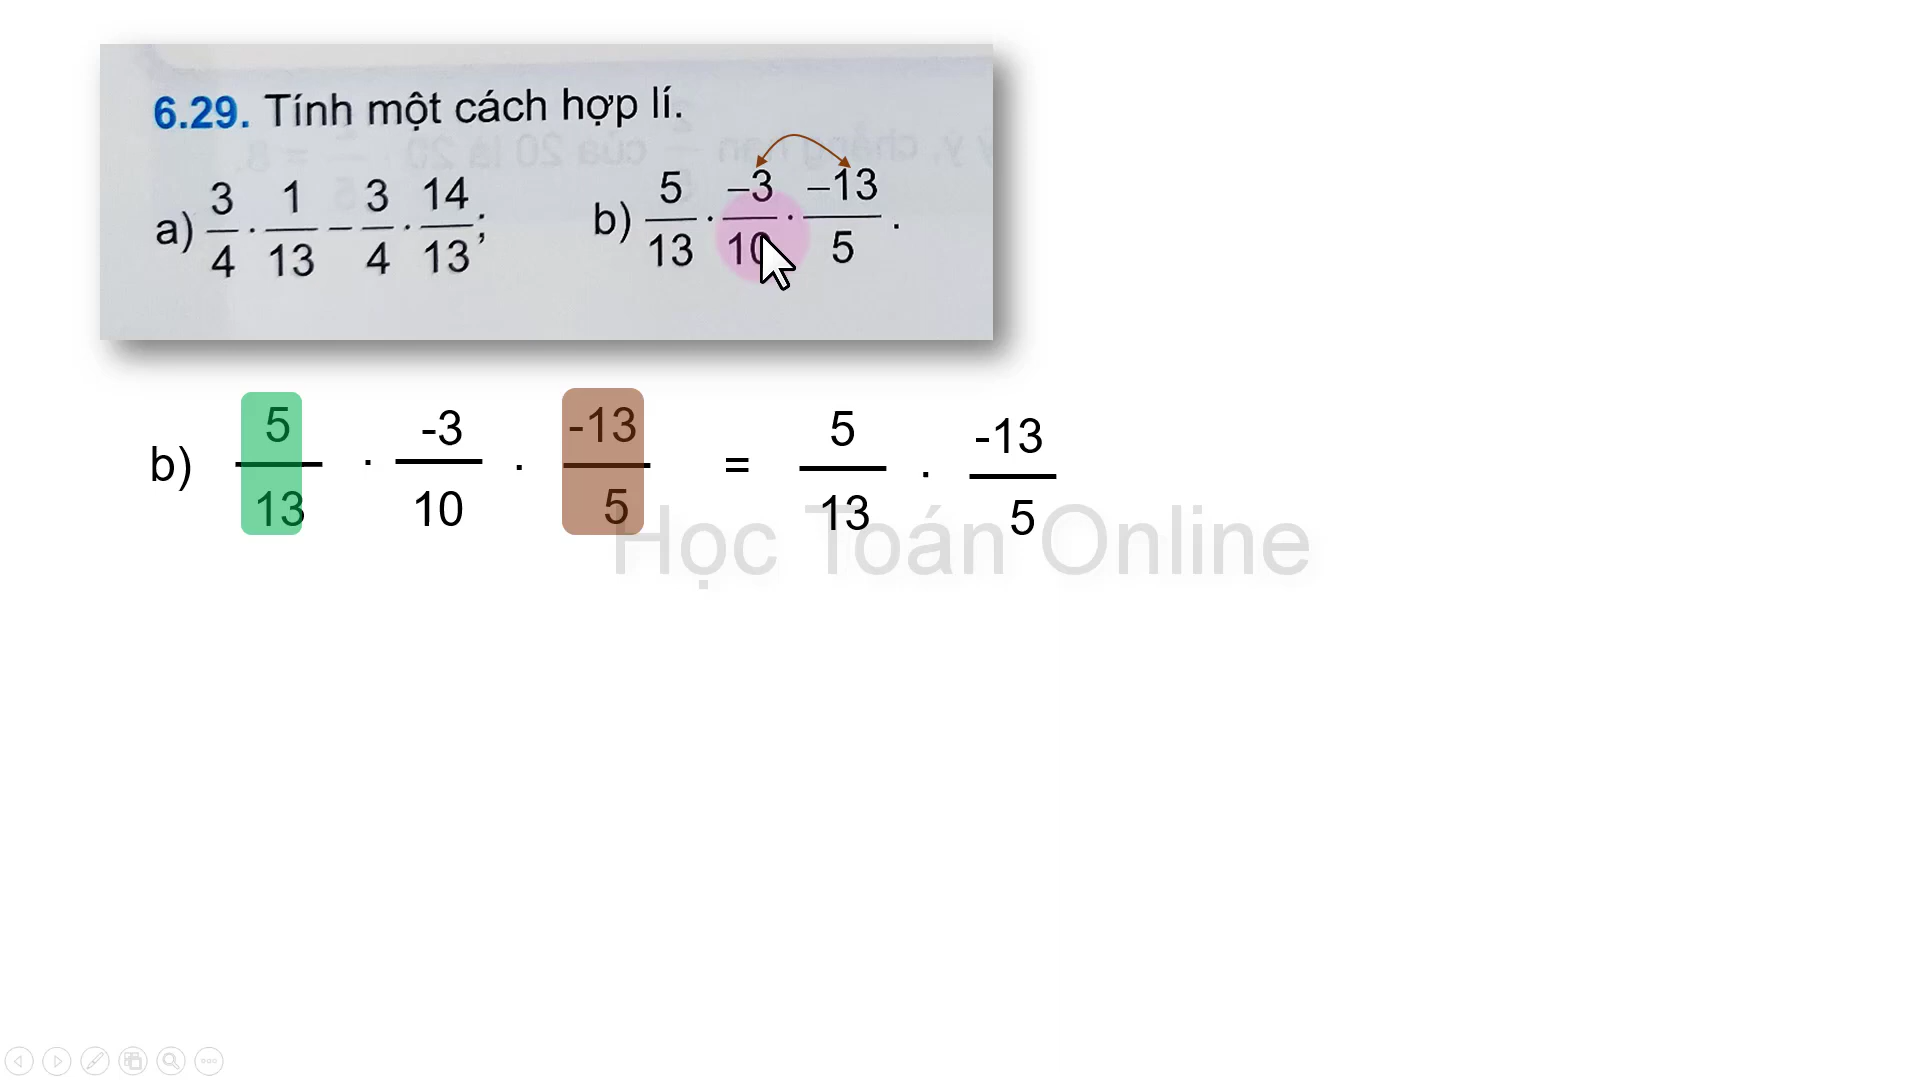 6.29. Tính một cách hợp lí.
a) 3/4 · 1/13 – 3/4 · 14/13;
b) 5/13 · –3/10 · –13/5 .
b) 5/13 · -3/10 · -13/5 = 5/13 · -13/5
Học Toán Online